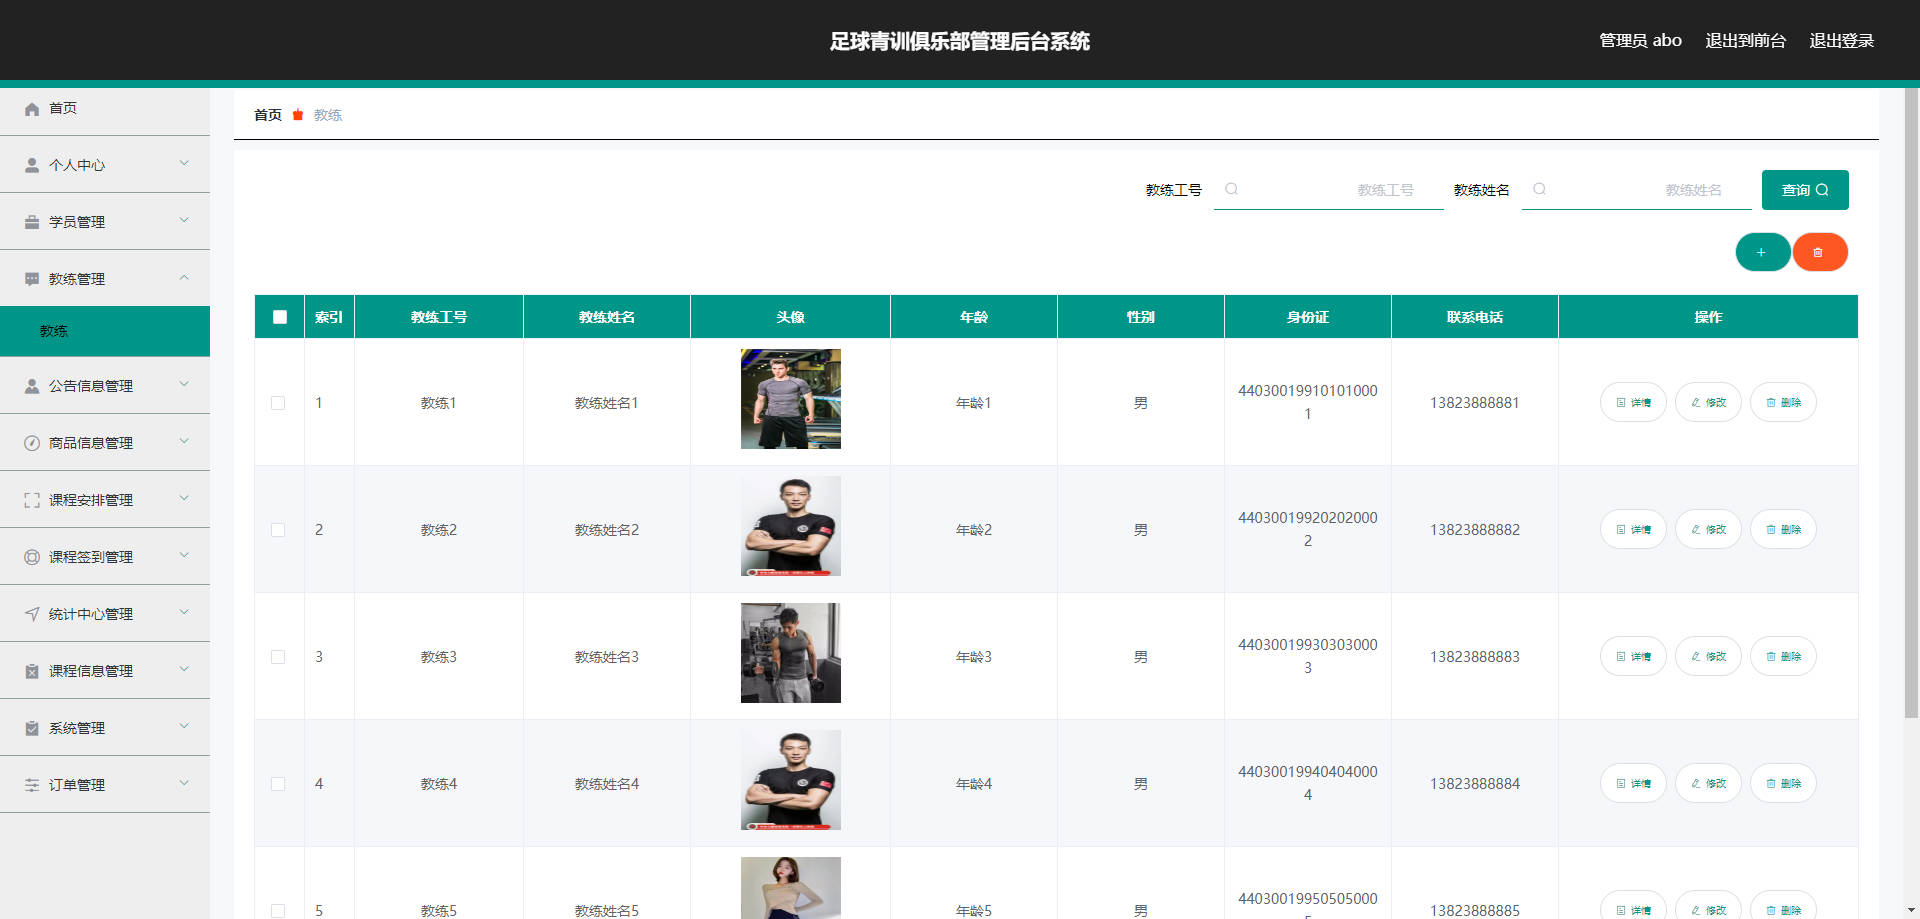 足球青训俱乐部管理后台系统
管理员 abo 退出到前台 退出登录
首页
个人中心
学员管理
教练管理
教练
公告信息管理
商品信息管理
课程安排管理
课程签到管理
统计中心管理
课程信息管理
系统管理
订单管理
首页 教练
教练工号 教练工号 教练姓名 教练姓名 查询
索引 教练工号 教练姓名 头像 年龄 性别 身份证 联系电话 操作
1 教练1 教练姓名1 年龄1 男 44030019910101000
1
13823888881 详情 修改 删除
2 教练2 教练姓名2 年龄2 男 44030019920202000
2
13823888882 详情 修改 删除
3 教练3 教练姓名3 年龄3 男 44030019930303000
3
13823888883 详情 修改 删除
4 教练4 教练姓名4 年龄4 男 44030019940404000
4
13823888884 详情 修改 删除
5 教练5 教练姓名5 年龄5 男 44030019950505000
13823888885 详情 修改 删除